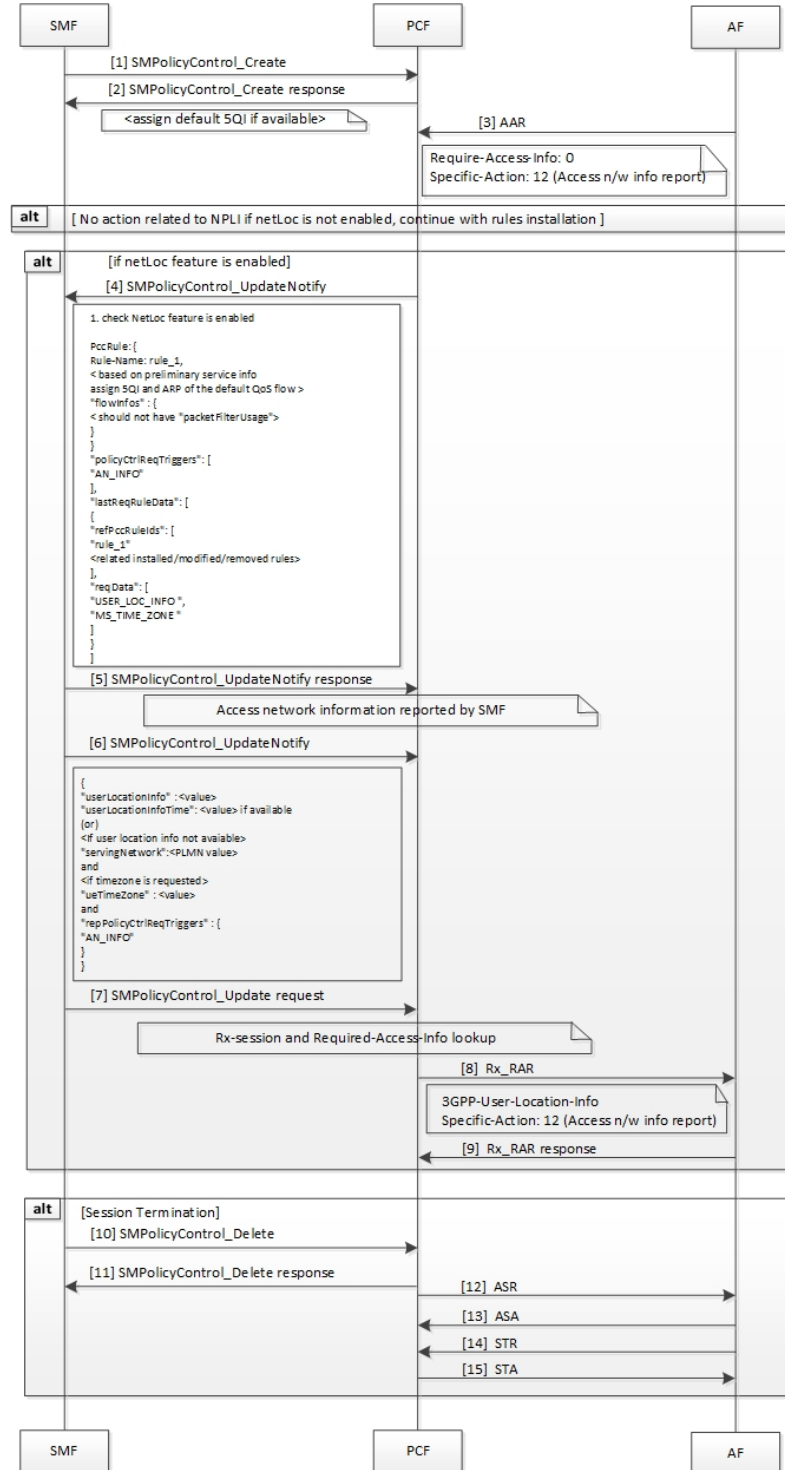 SMF
PCF
AF
[1] SMPolicyControl_Create
[2] SMPolicyControl_Create response
<assign default 5QI if available>
[3] AAR
Require-Access-Info: 0
Specific-Action: 12 (Access n/w info report)
alt
[ No action related to NPLI if netLoc is not enabled, continue with rules installation ]
alt
[if netLoc feature is enabled]
[4] SMPolicyControl_UpdateNotify
1. check NetLoc feature is enabled
PccRule: {
Rule-Name: rule_1,
< based on preliminary service info
assign 5QI and ARP of the default QoS flow >
"flowInfos" : {
< should not have "packetFilterUsage">
}
}
"policyCtrlReqTriggers": [
"AN_INFO"
],
"lastReqRuleData": [
{
"refPccRuleIds": [
"rule_1"
<related installed/modified/removed rules>
],
"reqData": [
"USER_LOC_INFO ",
"MS_TIME_ZONE "
]
}
]
[5] SMPolicyControl_UpdateNotify response
Access network information reported by SMF
[6] SMPolicyControl_UpdateNotify
{
"userLocationInfo" :<value>
"userLocationInfoTime": <value> if available
(or)
<If user location info not avaiable>
"servingNetwork":<PLMN value>
and
<if timezone is requested>
"ueTimeZone" : <value>
and
"repPolicyCtrlReqTriggers" : {
"AN_INFO"
}
}
[7] SMPolicyControl_Update request
Rx-session and Required-Access-Info lookup
[8] Rx_RAR
3GPP-User-Location-Info
Specific-Action: 12 (Access n/w info report)
[9] Rx_RAR response
alt
[Session Termination]
[10] SMPolicyControl_Delete
[11] SMPolicyControl_Delete response
[12] ASR
[13] ASA
[14] STR
[15] STA
SMF
PCF
AF